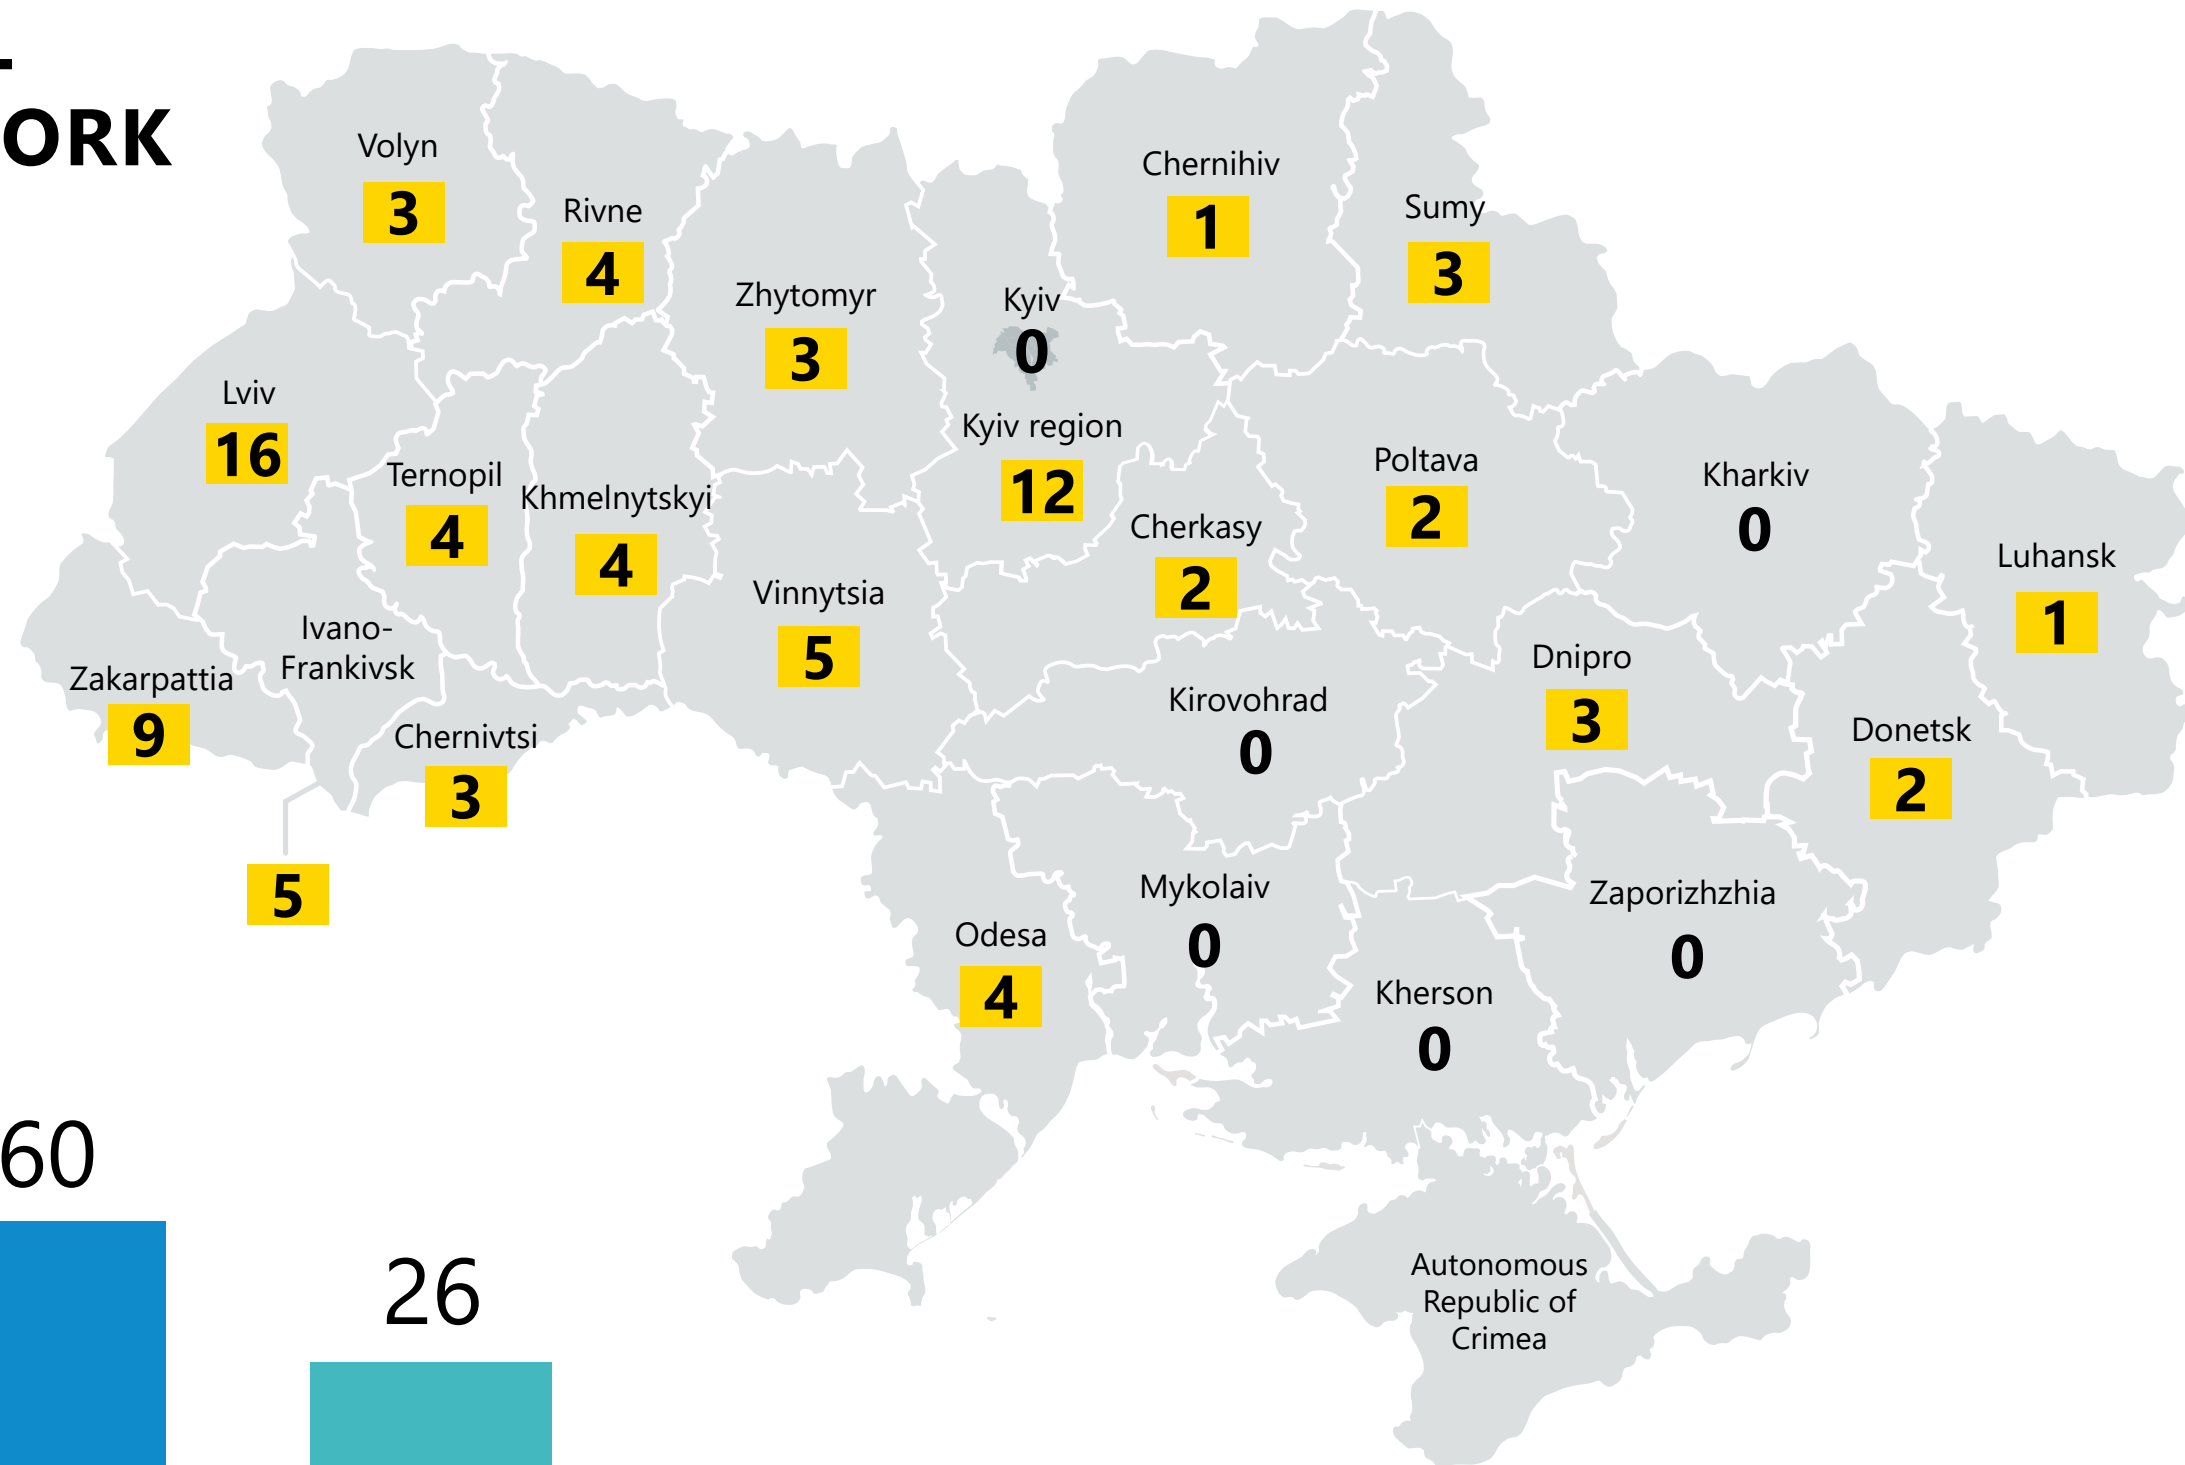 ORK
Volyn
3
Rivne
4
Chernihiv
1
Sumy
3
Zhytomyr
3
Kyiv
0
Lviv
16
Kyiv region
12
Ternopil
4
Khmelnytskyi
4
Poltava
2
Kharkiv
0
Cherkasy
2
Luhansk
1
Vinnytsia
5
Ivano-
Frankivsk
5
Zakarpattia
9
Chernivtsi
3
Kirovohrad
0
Dnipro
3
Donetsk
2
Mykolaiv
0
Zaporizhzhia
0
Odesa
4
Kherson
0
Autonomous
Republic of
Crimea
60
26